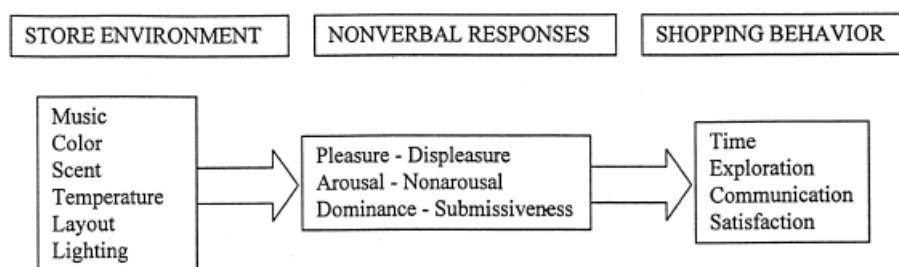 STORE ENVIRONMENT
NONVERBAL RESPONSES
SHOPPING BEHAVIOR
Music
Color
Scent
Temperature
Layout
Lighting
Pleasure - Displeasure
Arousal - Nonarousal
Dominance - Submissiveness
Time
Exploration
Communication
Satisfaction